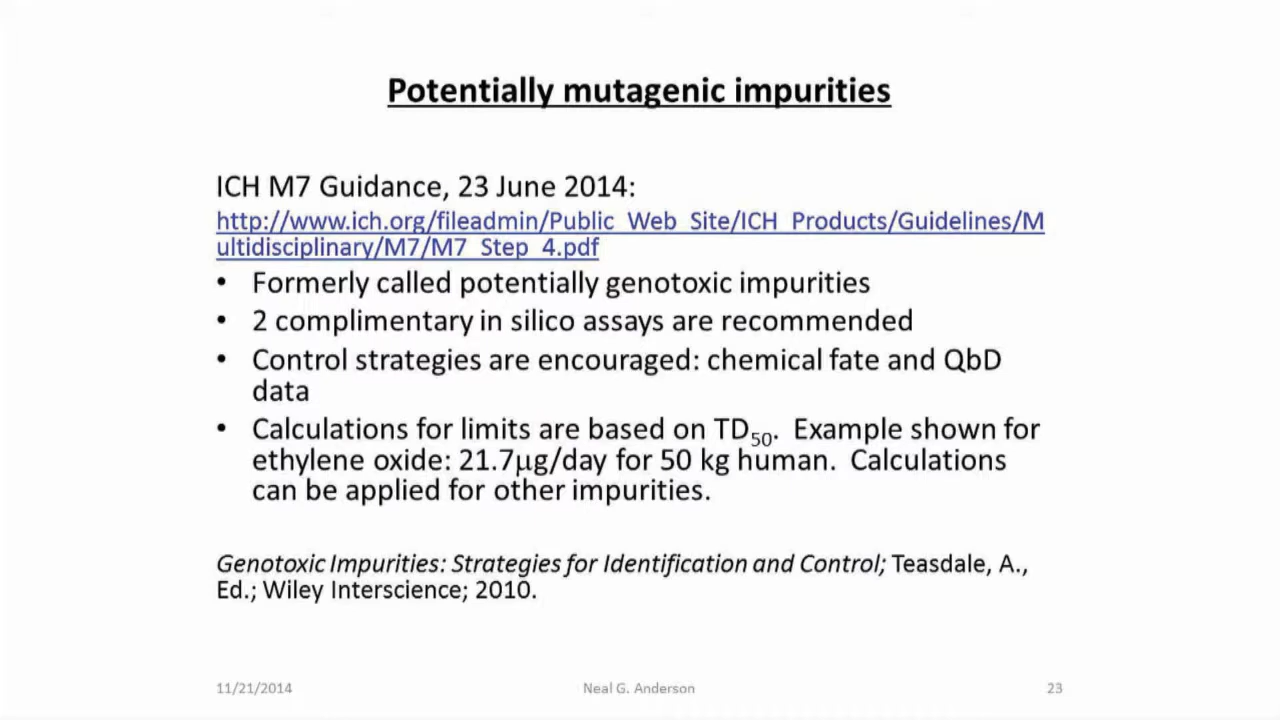 Potentially mutagenic impurities
ICH M7 Guidance, 23 June 2014:
http://www.ich.org/fileadmin/Public_Web_Site/ICH_Products/Guidelines/M
ultidisciplinary/M7/M7_Step_4.pdf
• Formerly called potentially genotoxic impurities
• 2 complimentary in silico assays are recommended
• Control strategies are encouraged: chemical fate and QbD
data
• Calculations for limits are based on TD50. Example shown for
ethylene oxide: 21.7μg/day for 50 kg human. Calculations
can be applied for other impurities.
Genotoxic Impurities: Strategies for Identification and Control; Teasdale, A.,
Ed.; Wiley Interscience; 2010.
11/21/2014
Neal G. Anderson
23